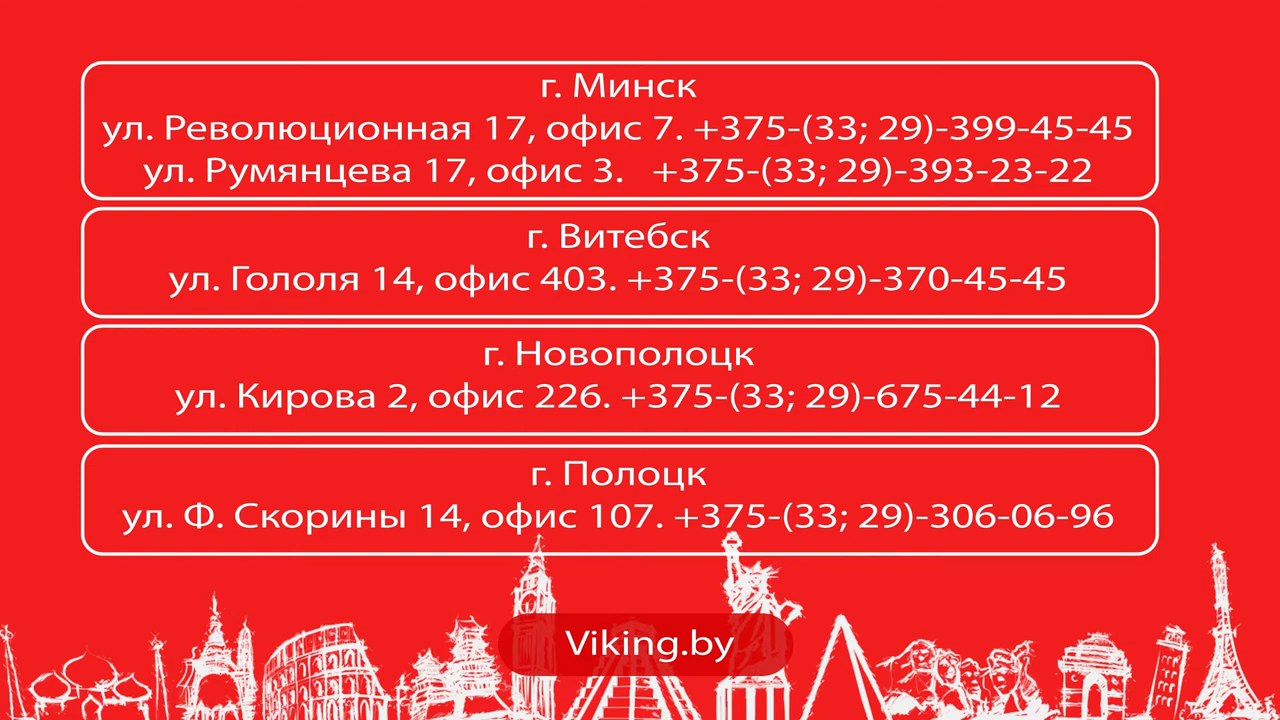 г. Минск
ул. Революционная 17, офис 7. +375-(33; 29)-399-45-45
ул. Румянцева 17, офис 3. +375-(33; 29)-393-23-22
г. Витебск
ул. Гололя 14, офис 403. +375-(33; 29)-370-45-45
г. Новополоцк
ул. Кирова 2, офис 226. +375-(33; 29)-675-44-12
г. Полоцк
ул. Ф. Скорины 14, офис 107. +375-(33; 29)-306-06-96
Viking.by